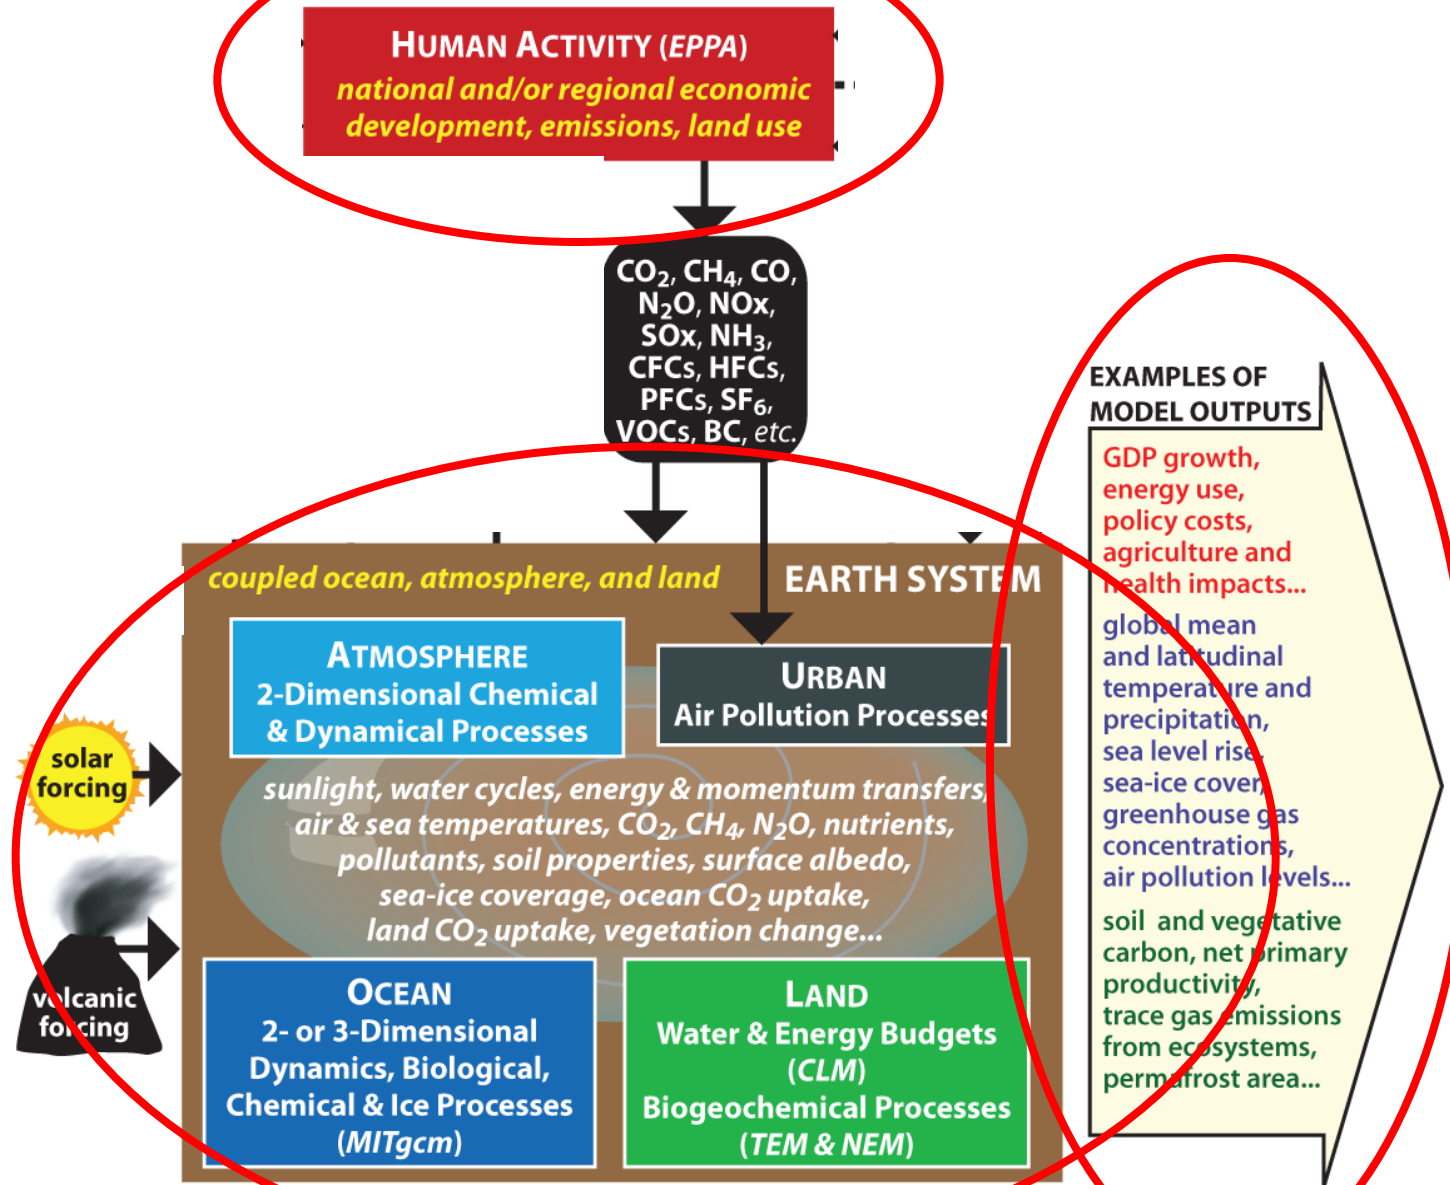 HUMAN ACTIVITY (EPPA)
national and/or regional economic
development, emissions, land use
CO₂, CH₄, CO,
N₂O, NOx,
SOx, NH₃,
CFCs, HFCs,
PFCs, SF₆,
VOCs, BC, etc.
coupled ocean, atmosphere, and land
EARTH SYSTEM
ATMOSPHERE
2-Dimensional Chemical
& Dynamical Processes
URBAN
Air Pollution Processes
solar
forcing
sunlight, water cycles, energy & momentum transfers,
air & sea temperatures, CO₂, CH₄, N₂O, nutrients,
pollutants, soil properties, surface albedo,
sea-ice coverage, ocean CO₂ uptake,
land CO₂ uptake, vegetation change...
volcanic
forcing
OCEAN
2- or 3-Dimensional
Dynamics, Biological,
Chemical & Ice Processes
(MITgcm)
LAND
Water & Energy Budgets
(CLM)
Biogeochemical Processes
(TEM & NEM)
EXAMPLES OF
MODEL OUTPUTS
GDP growth,
energy use,
policy costs,
agriculture and
health impacts...
global mean
and latitudinal
temperature and
precipitation,
sea level rise,
sea-ice cover,
greenhouse gas
concentrations,
air pollution levels...
soil and vegetative
carbon, net primary
productivity,
trace gas emissions
from ecosystems,
permafrost area...